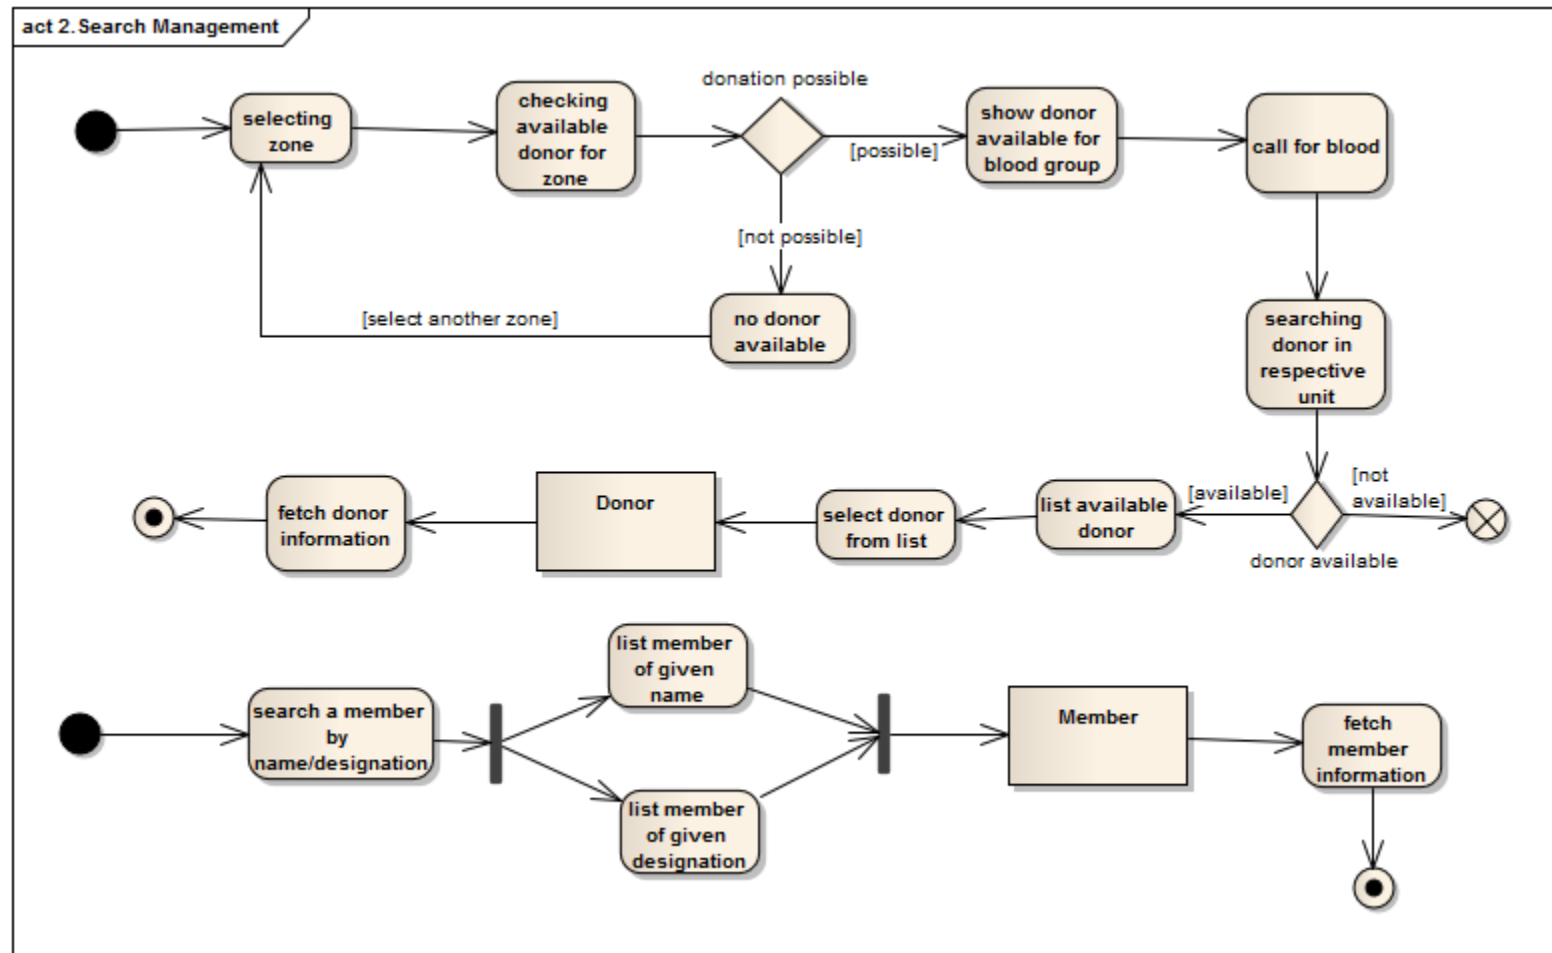 act 2. Search Management
donation possible
selecting
zone
checking
available
donor for
zone
[possible]
show donor
available for
blood group
call for blood
[not possible]
[select another zone]
no donor
available
searching
donor in
respective
unit
fetch donor
information
Donor
select donor
from list
list available
donor
[available]
[not
available]
donor available
list member
of given
name
search a member
by
name/designation
list member
of given
designation
Member
fetch
member
information